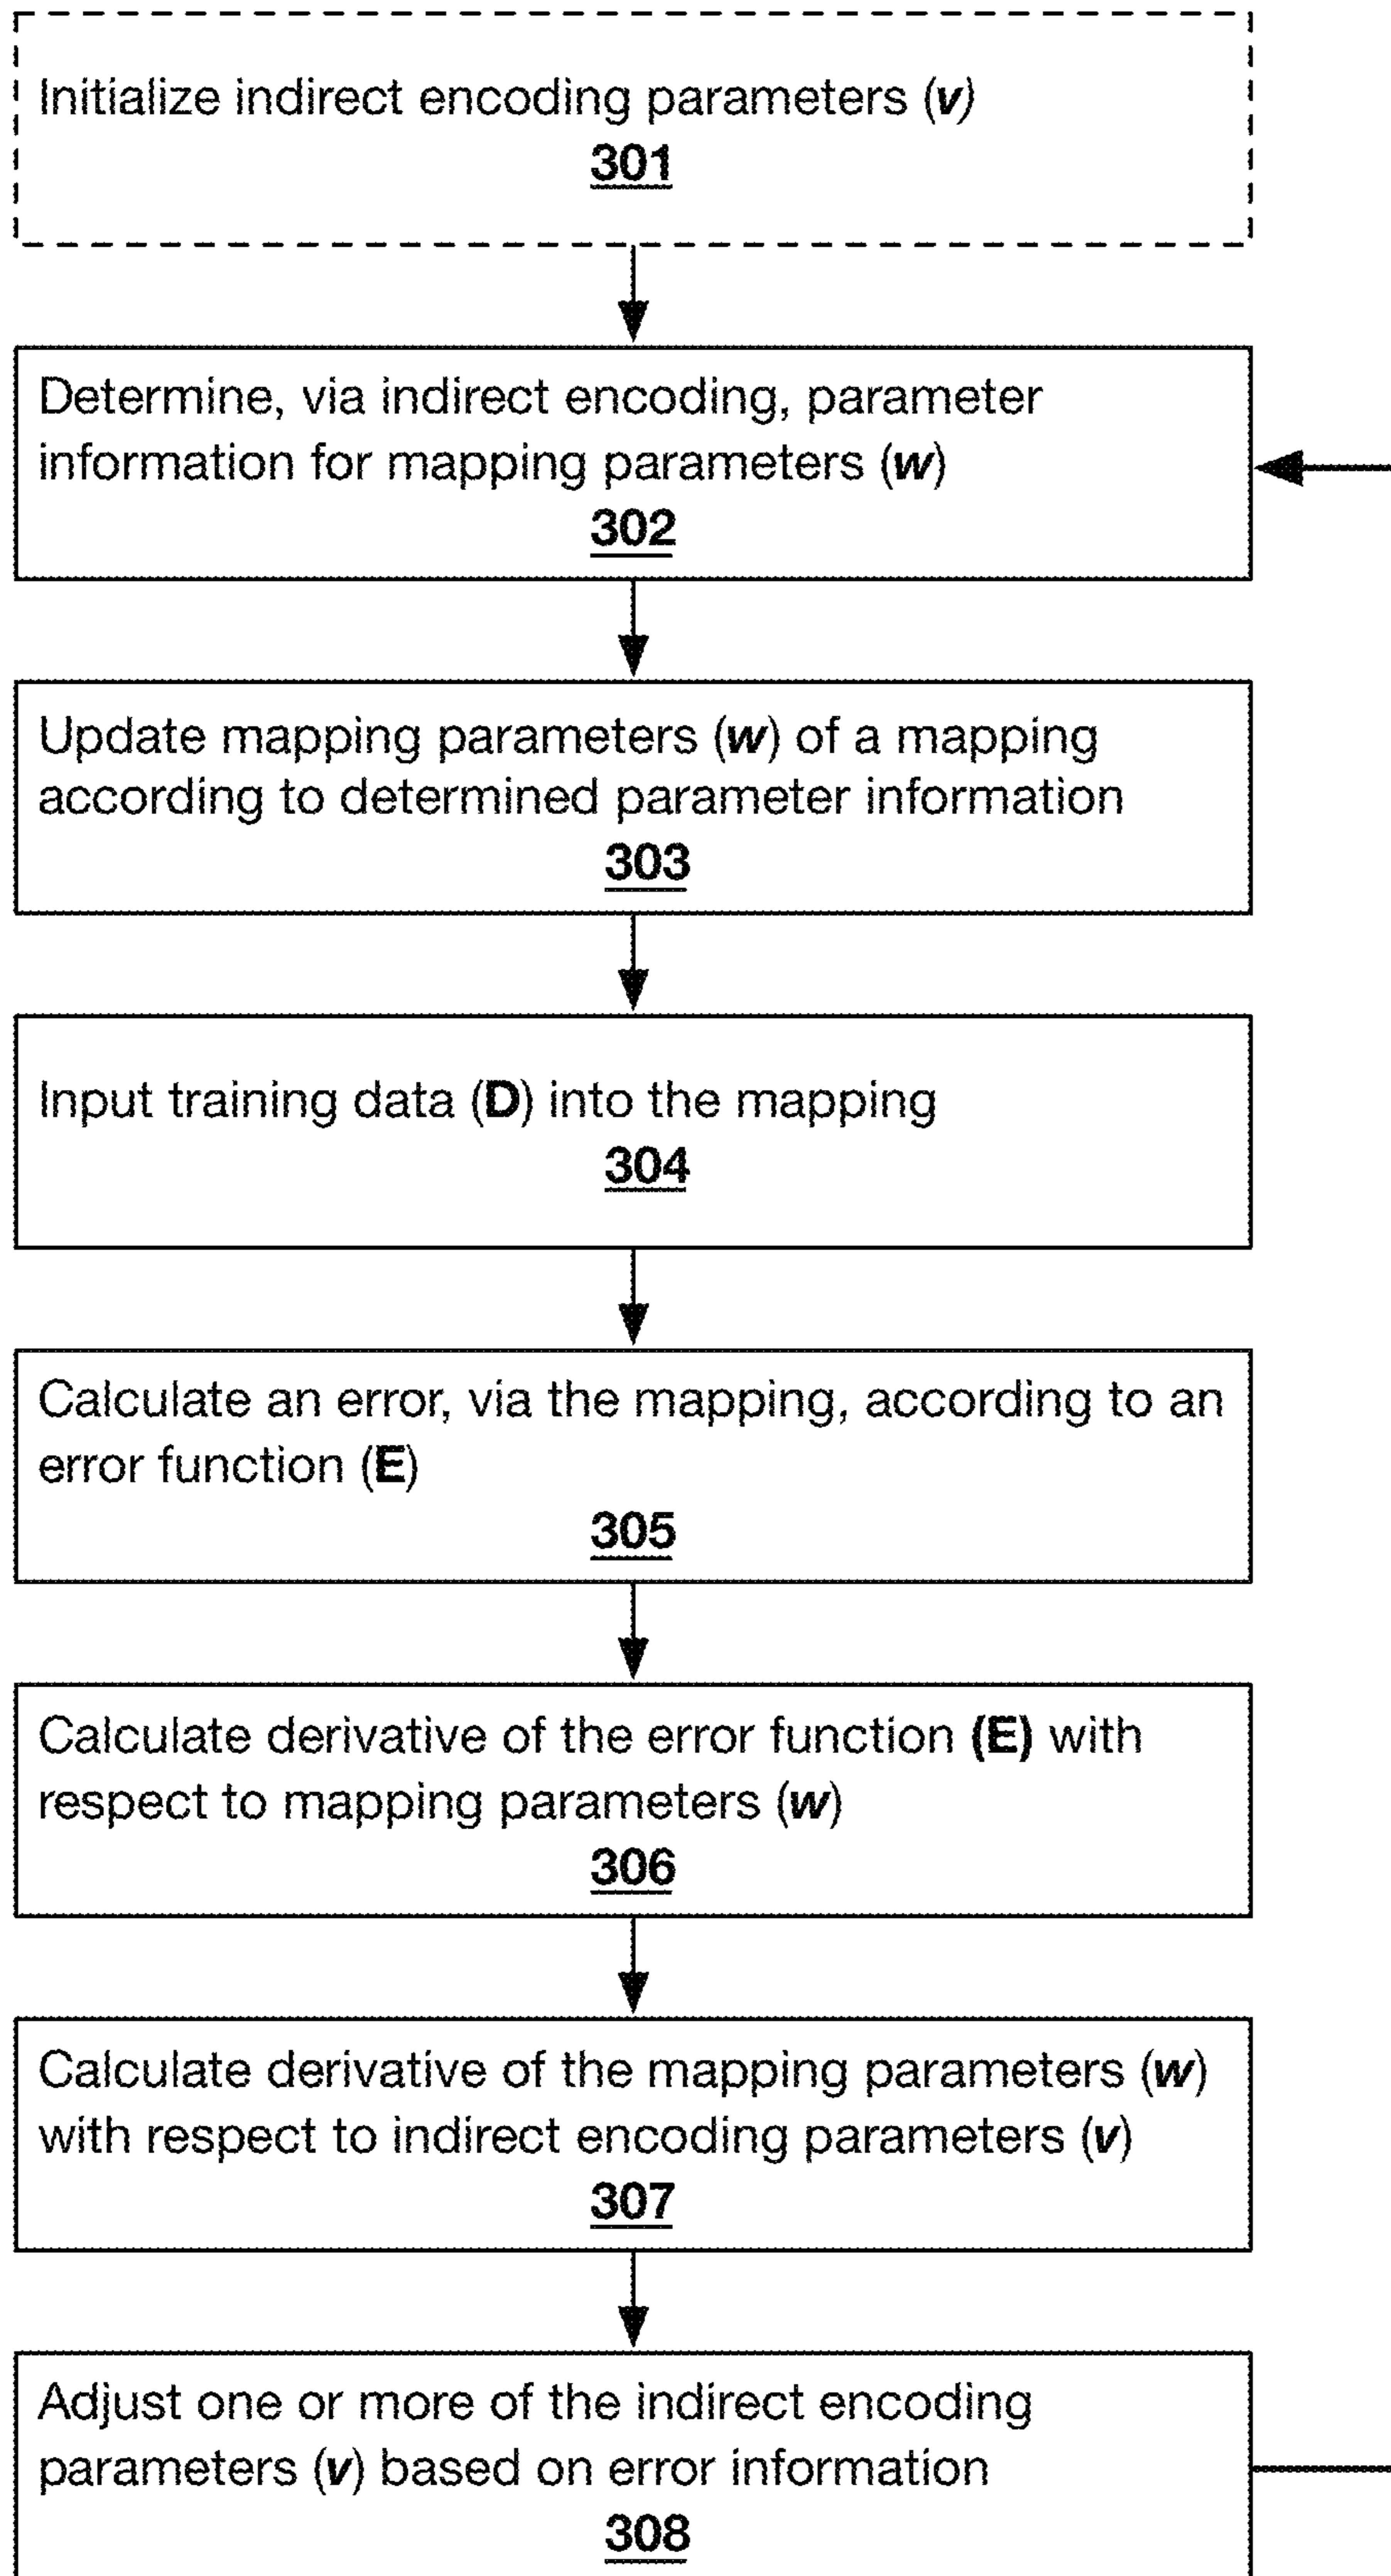 Initialize indirect encoding parameters (v)
301
Determine, via indirect encoding, parameter
information for mapping parameters (w)
302
Update mapping parameters (w) of a mapping
according to determined parameter information
303
Input training data (D) into the mapping
304
Calculate an error, via the mapping, according to an
error function (E)
305
Calculate derivative of the error function (E) with
respect to mapping parameters (w)
306
Calculate derivative of the mapping parameters (w)
with respect to indirect encoding parameters (v)
307
Adjust one or more of the indirect encoding
parameters (v) based on error information
308